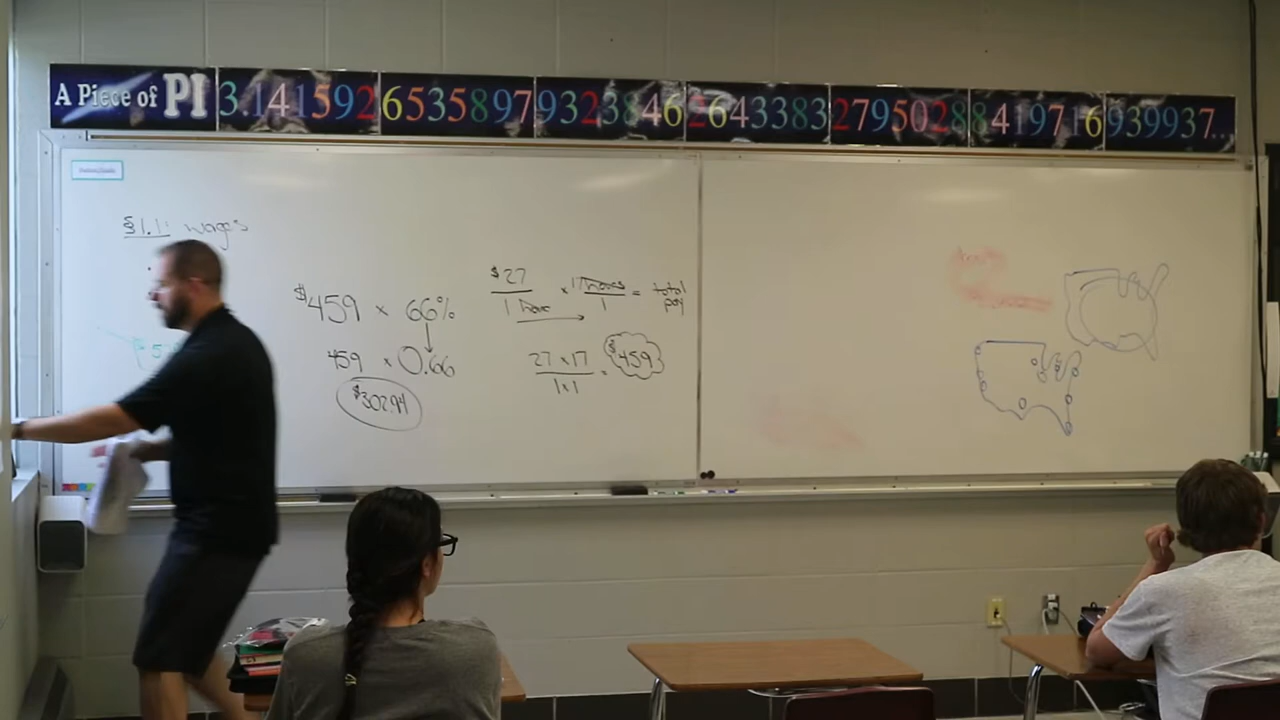 A Piece of PI 3.14159265358979323846264338327950288419716939937...
§1.1: wages
$459 × 66%
459 × 0.66
$302.94
$27 / 1 hour × 17 hours / 1 = total pay
27 × 17 / 1 × 1 = $459